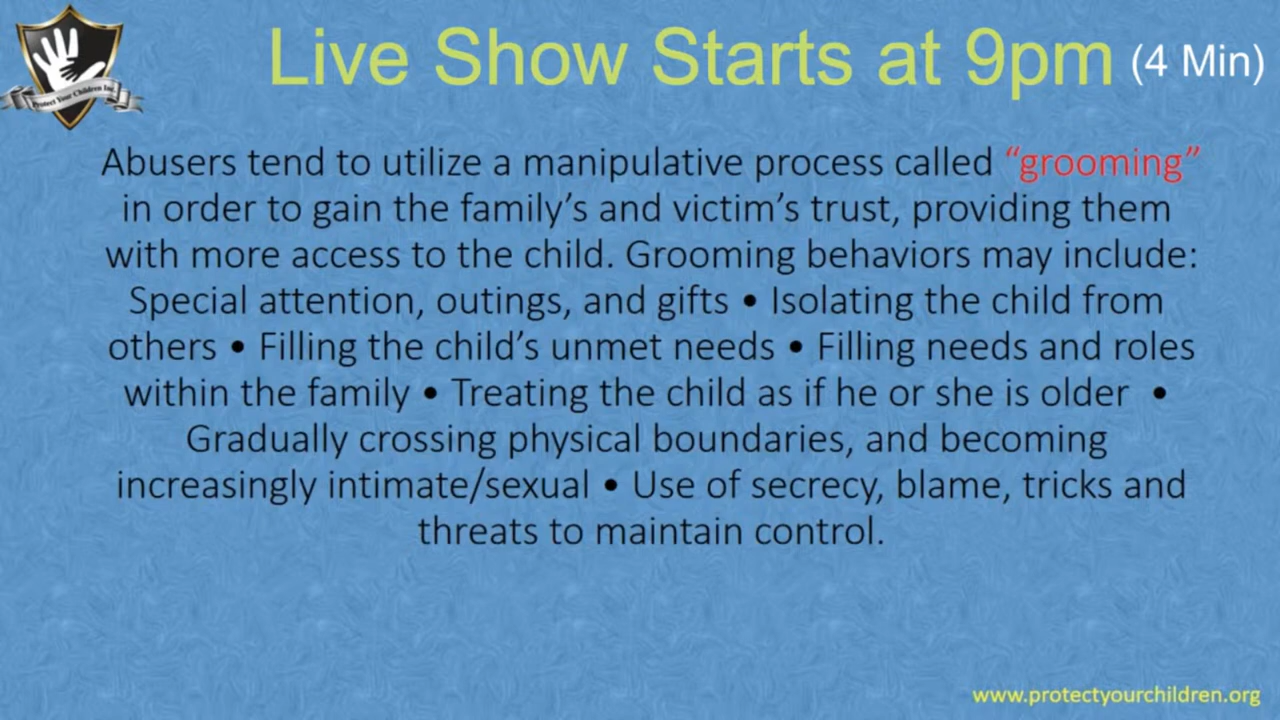 Live Show Starts at 9pm (4 Min)
Protect Your Children Inc.
Abusers tend to utilize a manipulative process called “grooming”
in order to gain the family’s and victim’s trust, providing them
with more access to the child. Grooming behaviors may include:
Special attention, outings, and gifts • Isolating the child from
others • Filling the child’s unmet needs • Filling needs and roles
within the family • Treating the child as if he or she is older •
Gradually crossing physical boundaries, and becoming
increasingly intimate/sexual • Use of secrecy, blame, tricks and
threats to maintain control.
www.protectyourchildren.org